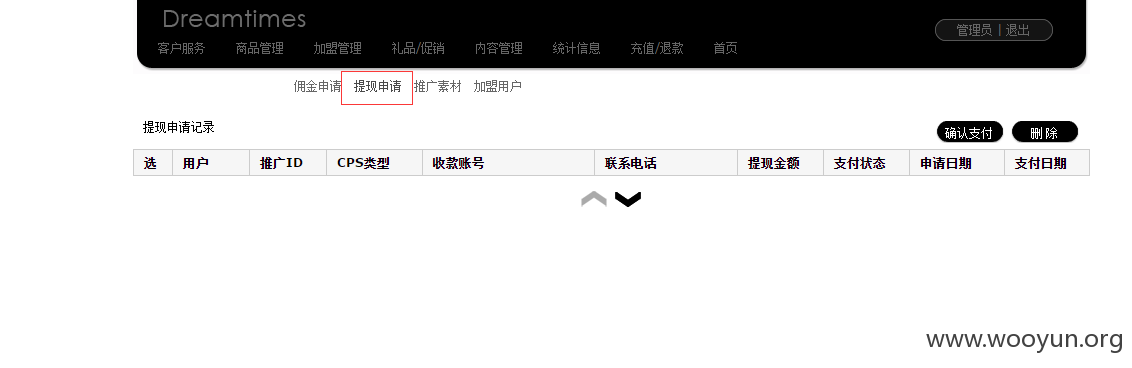 Dreamtimes
管理员 | 退出
客户服务 商品管理 加盟管理 礼品/促销 内容管理 统计信息 充值/退款 首页
佣金申请 提现申请 推广素材 加盟用户
提现申请记录 确认支付 删 除
选 用户 推广ID CPS类型 收款账号 联系电话 提现金额 支付状态 申请日期 支付日期
www.wooyun.org